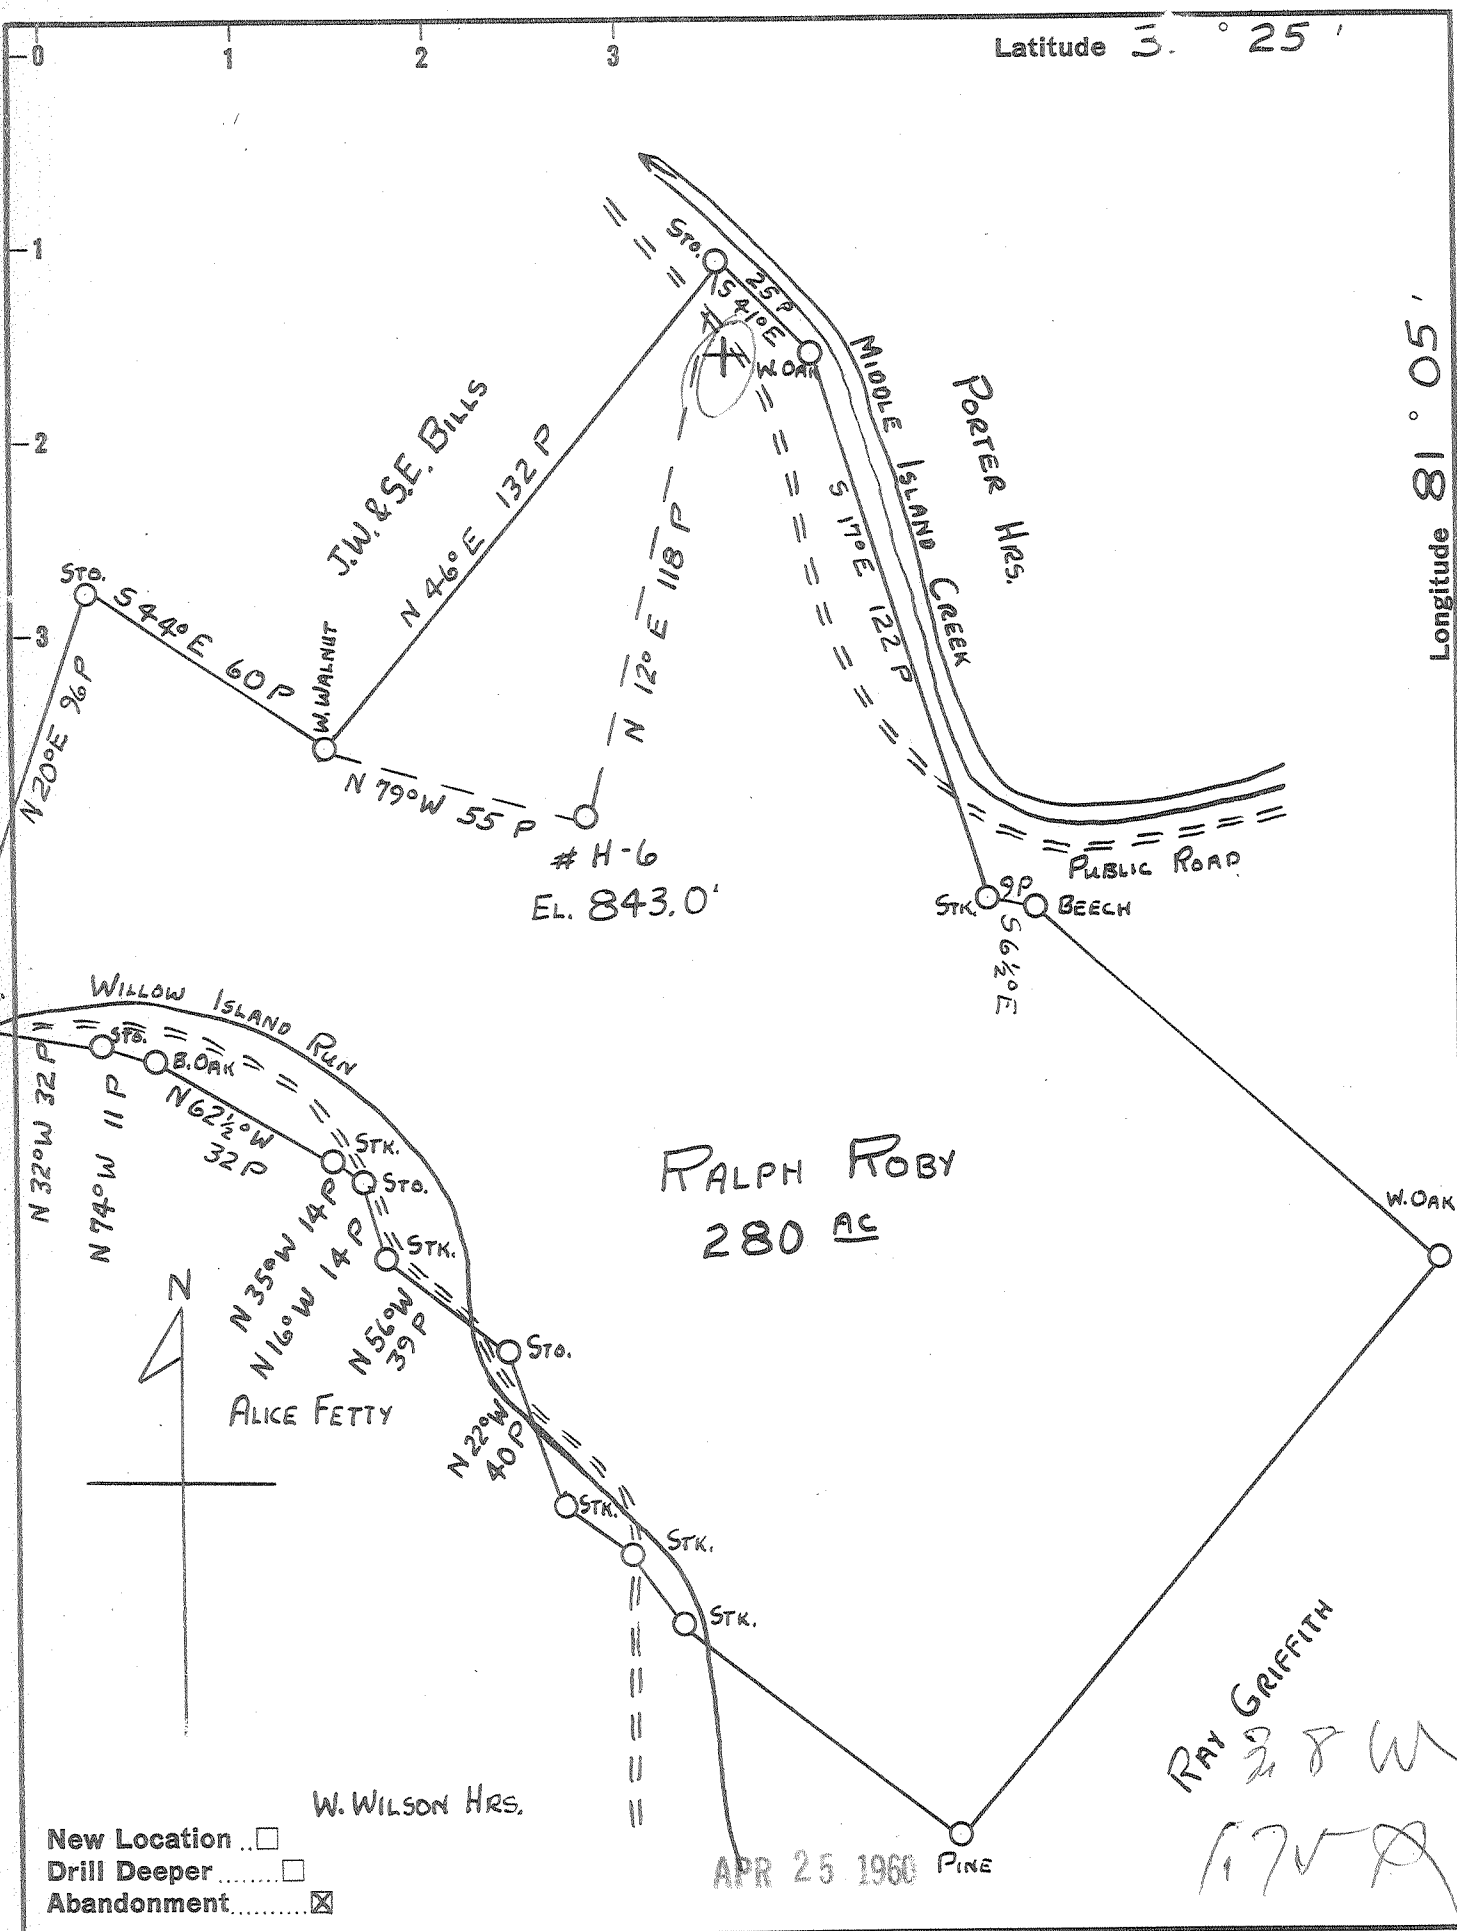 0 1 2 3
Latitude 3. ° 25 '
1
2
3
Longitude 81 ° 05 '
STO.
25 P
S 41° E
W. OAK
MIDDLE ISLAND CREEK
PORTER HRS.
J.W. & S.E. BILLS
N 46° E 132 P
S 17° E 122 P
N 12° E 118 P
STO.
S 44° E 60 P
W. WALNUT
N 20° E 96 P
N 79° W 55 P
# H-6
EL. 843.0'
PUBLIC ROAD
STK.
9P
BEECH
S 6½° E
WILLOW ISLAND RUN
STO.
B. OAK
N 32° W 32 P
N 74° W 11 P
N 62½° W
32 P
STK.
STO.
N 35° W 14 P
N 16° W 14 P
STK.
N 56° W
39 P
STO.
RALPH ROBY
280 AC
W. OAK
N
ALICE FETTY
N 22° W
40 P
STK.
STK.
STK.
RAY GRIFFITH
8 W
W. WILSON HRS.
PINE
New Location ..☐
Drill Deeper ........☐
Abandonment..........☒
APR 25 1960